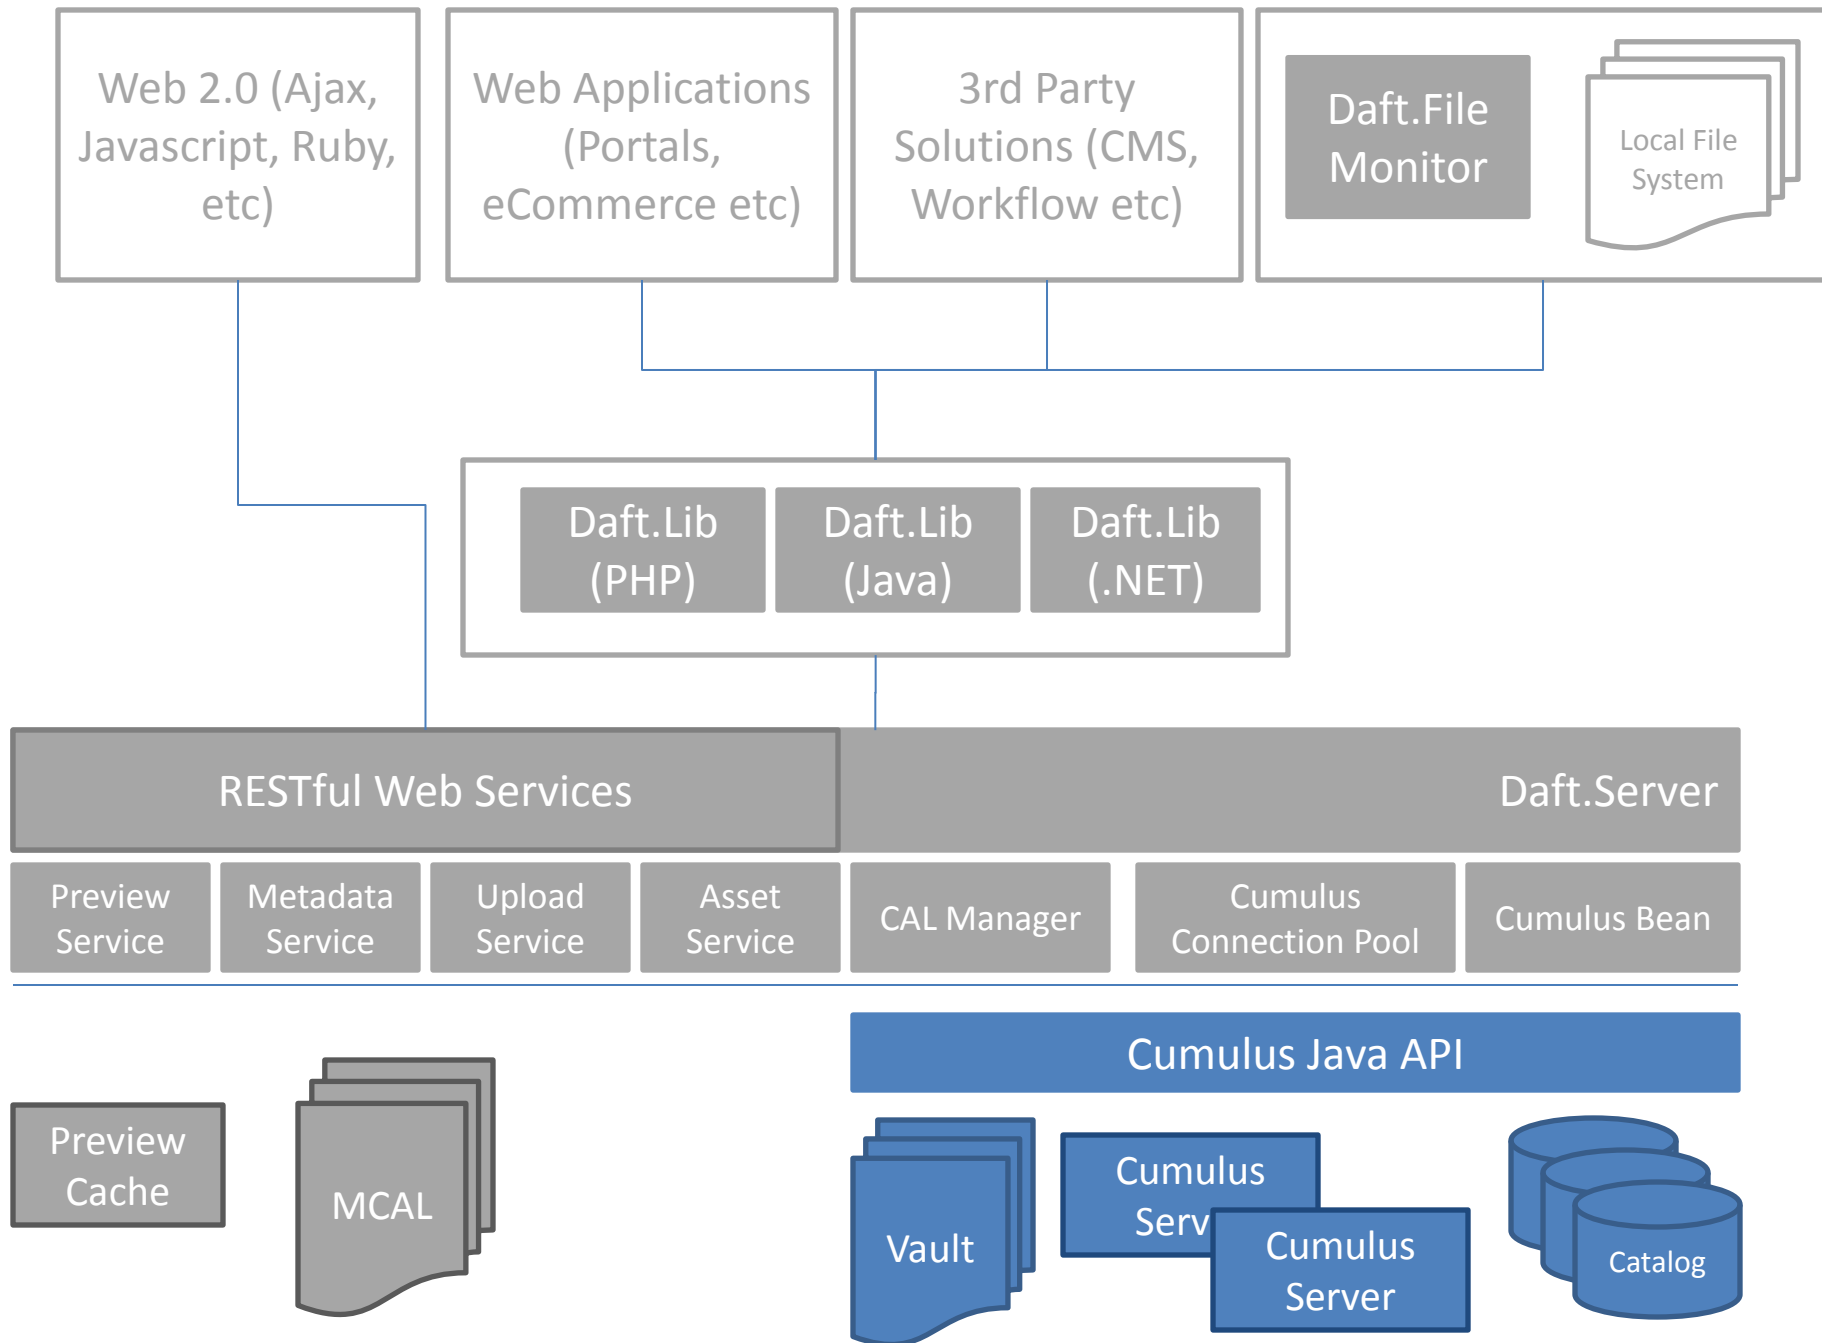 Web 2.0 (Ajax,
Javascript, Ruby,
etc)
Web Applications
(Portals,
eCommerce etc)
3rd Party
Solutions (CMS,
Workflow etc)
Daft.File
Monitor
Local File
System
Daft.Lib
(PHP)
Daft.Lib
(Java)
Daft.Lib
(.NET)
RESTful Web Services
Daft.Server
Preview
Service
Metadata
Service
Upload
Service
Asset
Service
CAL Manager
Cumulus
Connection Pool
Cumulus Bean
Cumulus Java API
Preview
Cache
MCAL
Vault
Cumulus
Serv
Cumulus
Server
Catalog